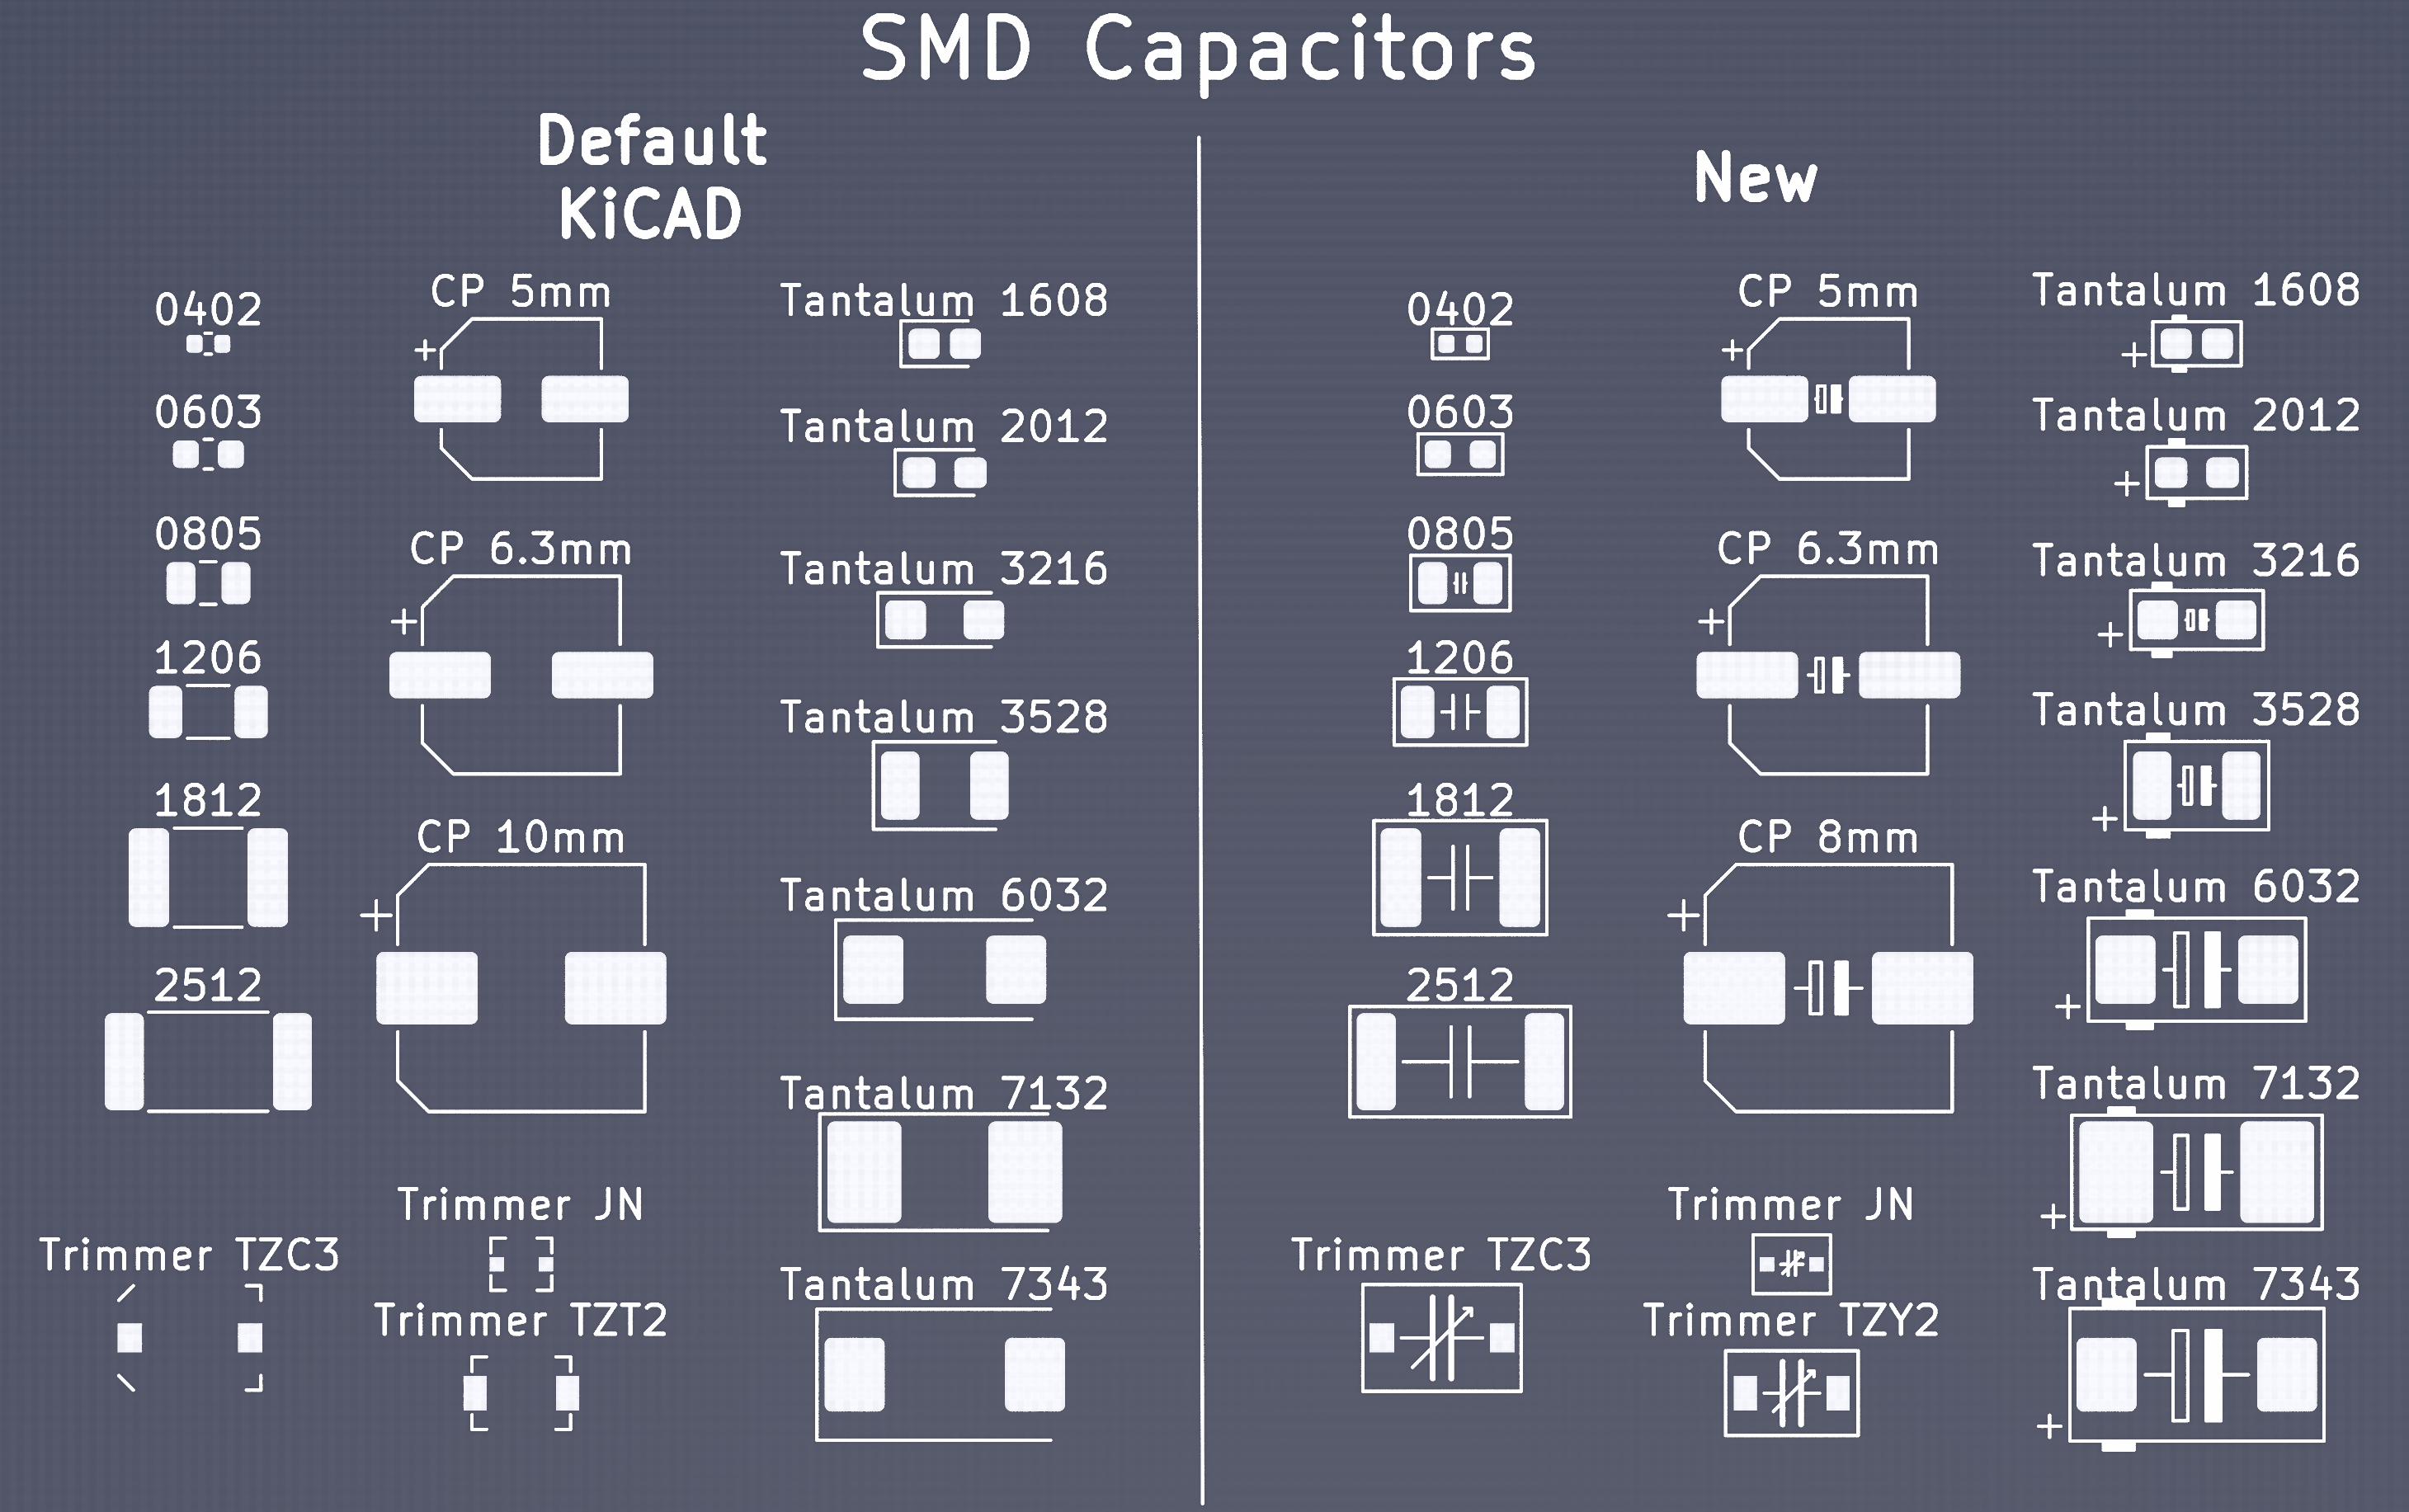 SMD Capacitors
Default
KiCAD
0402
0603
0805
1206
1812
2512
CP 5mm
+
CP 6.3mm
+
CP 10mm
+
Tantalum 1608
Tantalum 2012
Tantalum 3216
Tantalum 3528
Tantalum 6032
Tantalum 7132
Tantalum 7343
Trimmer TZC3
Trimmer JN
Trimmer TZT2
New
0402
0603
0805
1206
1812
2512
CP 5mm
+
CP 6.3mm
+
CP 8mm
+
Tantalum 1608
+
Tantalum 2012
+
Tantalum 3216
+
Tantalum 3528
+
Tantalum 6032
+
Tantalum 7132
+
Tantalum 7343
+
Trimmer TZC3
Trimmer JN
Trimmer TZY2